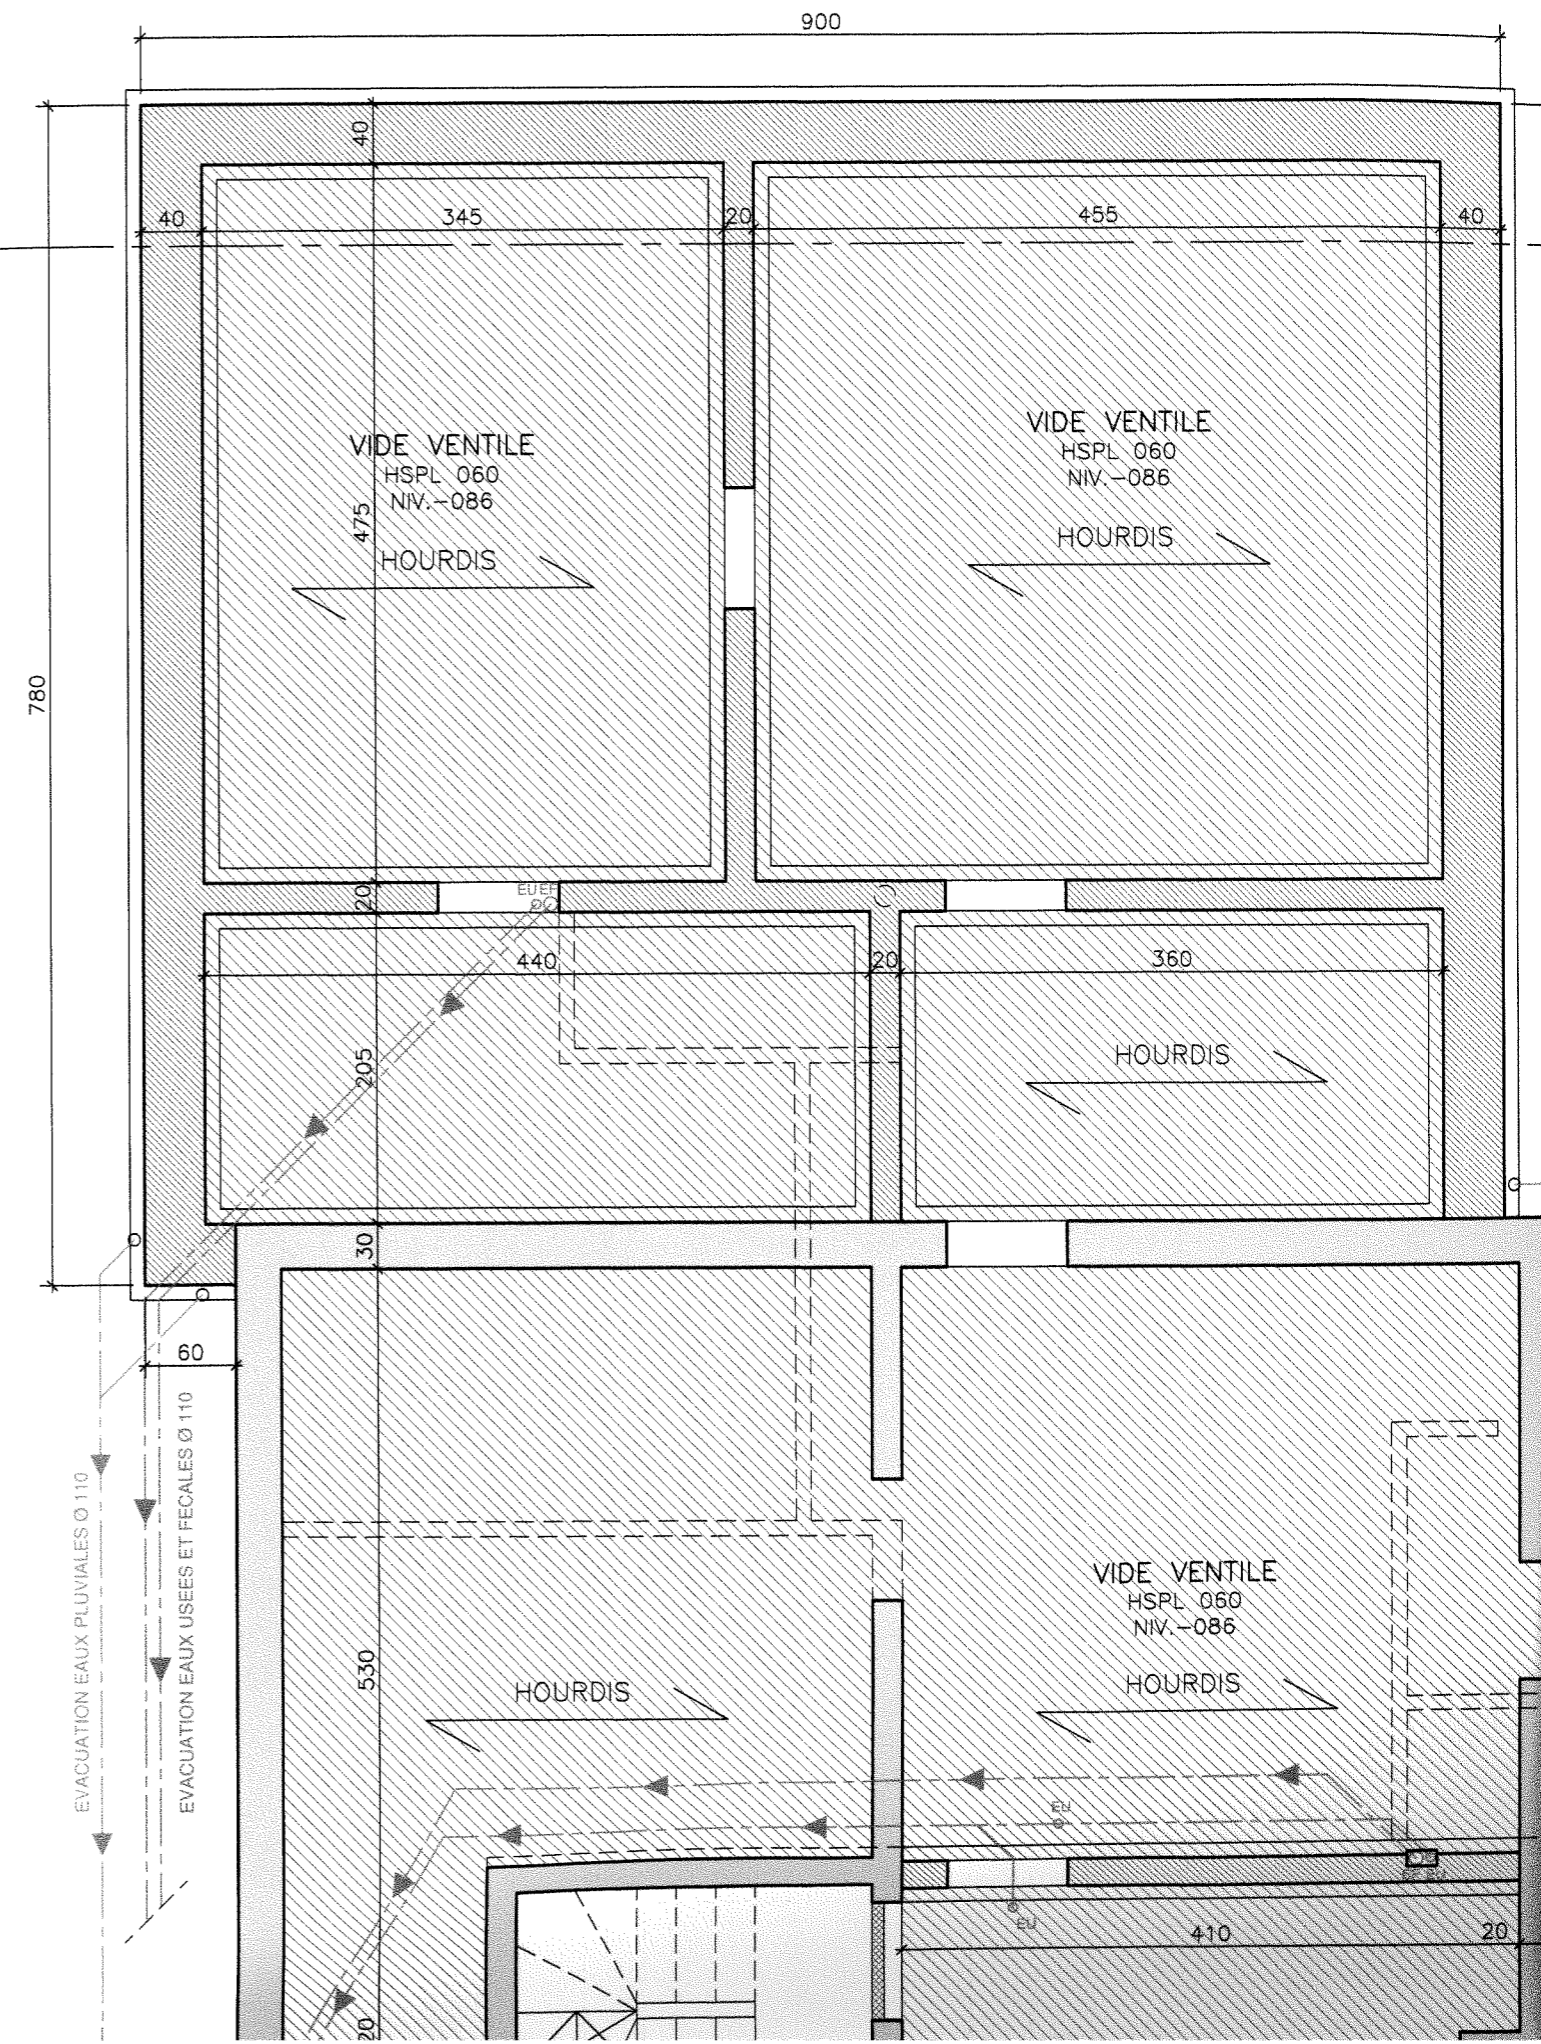 900
40
40
345
20
455
40
VIDE VENTILE
HSPL 060
NIV.-086
HOURDIS
475
VIDE VENTILE
HSPL 060
NIV.-086
HOURDIS
780
20
EU EF
440
20
360
205
HOURDIS
30
60
EVACUATION EAUX PLUVIALES Ø 110
EVACUATION EAUX USEES ET FECALES Ø 110
530
HOURDIS
VIDE VENTILE
HSPL 060
NIV.-086
HOURDIS
EU
EU
410
20
20